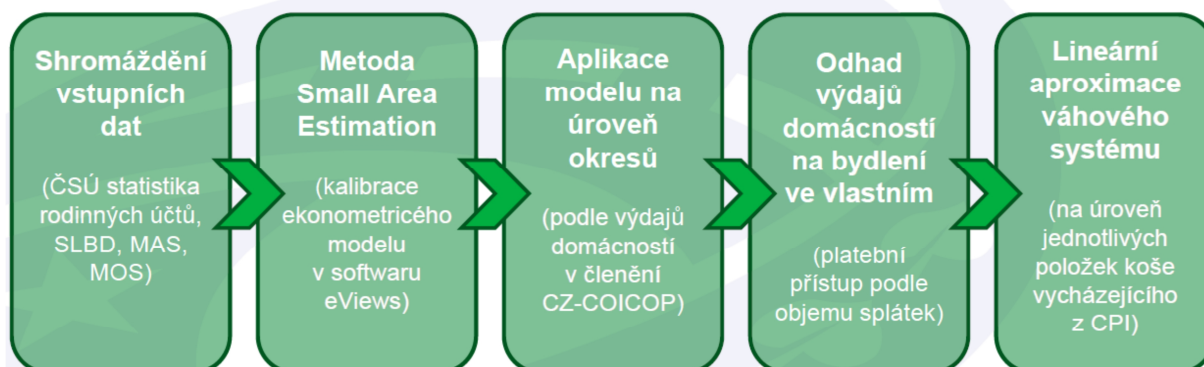 Shromáždění
vstupních
dat
(ČSÚ statistika
rodinných účtů,
SLBD, MAS,
MOS)
Metoda
Small Area
Estimation
(kalibrace
ekonometricého
modelu
v softwaru
eViews)
Aplikace
modelu na
úroveň
okresů
(podle výdajů
domácností
v členění
CZ-COICOP)
Odhad
výdajů
domácností
na bydlení
ve vlastním
(platební
přístup podle
objemu splátek)
Lineární
aproximace
váhového
systému
(na úroveň
jednotlivých
položek koše
vycházejícího
z CPI)